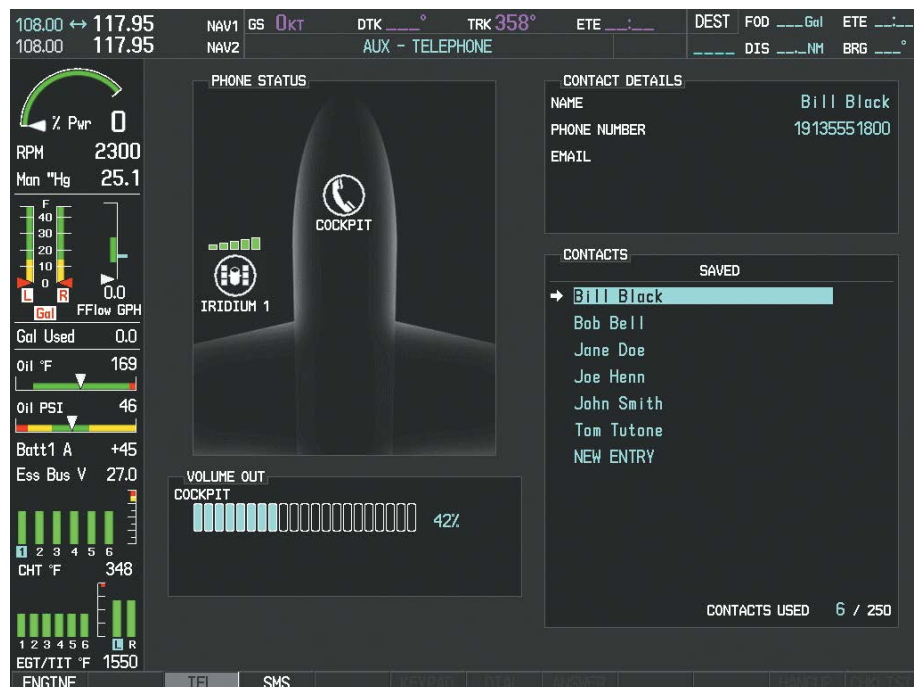 108.00 ↔ 117.95 NAV1 GS 0KT DTK ___° TRK 358° ETE __:__ DEST FOD ___Gal ETE __:__
108.00 117.95 NAV2 AUX - TELEPHONE ____ DIS __._NM BRG ___°
% Pwr 0
RPM 2300
Man "Hg 25.1
F
40
30
20
10
0
L R 0.0
Gal FFlow GPH
Gal Used 0.0
Oil °F 169
Oil PSI 46
Batt1 A +45
Ess Bus V 27.0
1 2 3 4 5 6
CHT °F 348
1 2 3 4 5 6 L R
EGT/TIT °F 1550
PHONE STATUS
COCKPIT
IRIDIUM 1
VOLUME OUT
COCKPIT
42%
CONTACT DETAILS
NAME Bill Black
PHONE NUMBER 19135551800
EMAIL
CONTACTS
SAVED
Bill Black
Bob Bell
Jane Doe
Joe Henn
John Smith
Tom Tutone
NEW ENTRY
CONTACTS USED 6 / 250
ENGINE TEL SMS KEYPAD DIAL ANSWER HANGUP CHKLIST